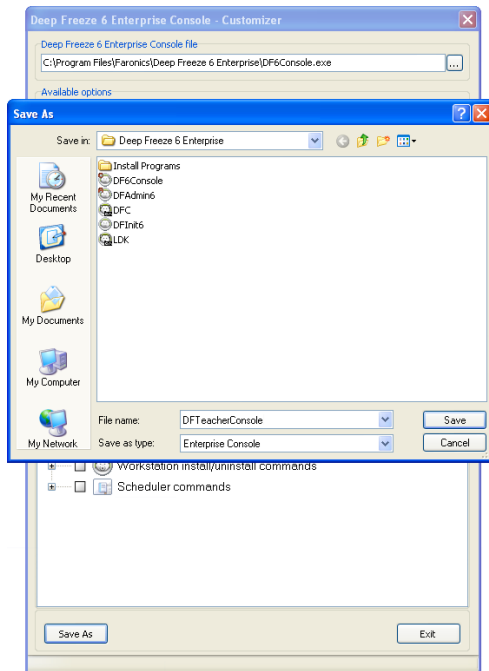 Deep Freeze 6 Enterprise Console - Customizer
Deep Freeze 6 Enterprise Console file
C:\Program Files\Faronics\Deep Freeze 6 Enterprise\DF6Console.exe
...
Available options
Save As
Save in:
Deep Freeze 6 Enterprise
My Recent Documents
Desktop
My Documents
My Computer
My Network
Install Programs
DF6Console
DFAdmin6
DFC
DFInit6
LDK
File name:
DFTeacherConsole
Save
Save as type:
Enterprise Console
Cancel
Workstation install/uninstall commands
Scheduler commands
Save As
Exit